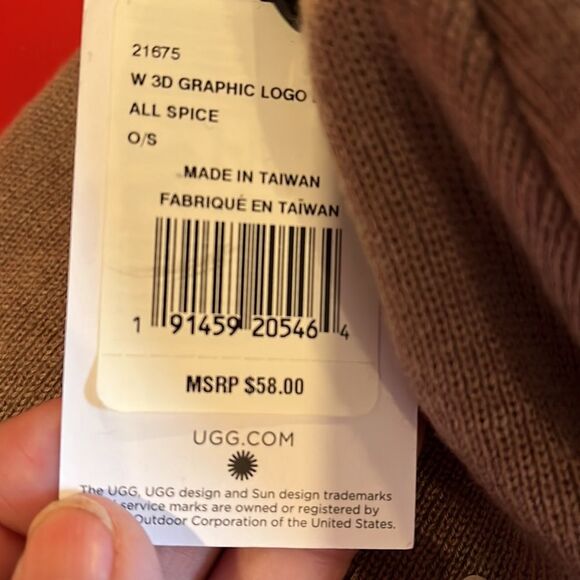 21675
W 3D GRAPHIC LOGO
ALL SPICE
O/S
MADE IN TAIWAN
FABRIQUÉ EN TAÏWAN
1 91459 20546 4
MSRP $58.00
UGG.COM
The UGG, UGG design and Sun design trademarks
service marks are owned or registered by
Outdoor Corporation of the United States.